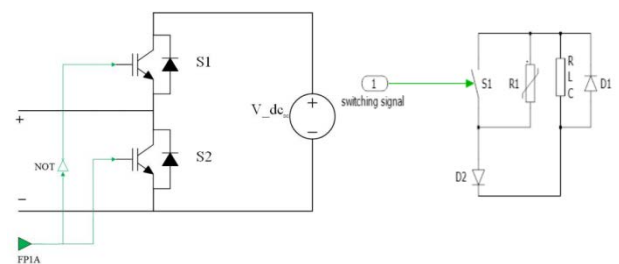 S1
S2
V_dc
+
−
+
−
NOT
FP1A
1
switching signal
S1
R1
R
L
C
D1
D2